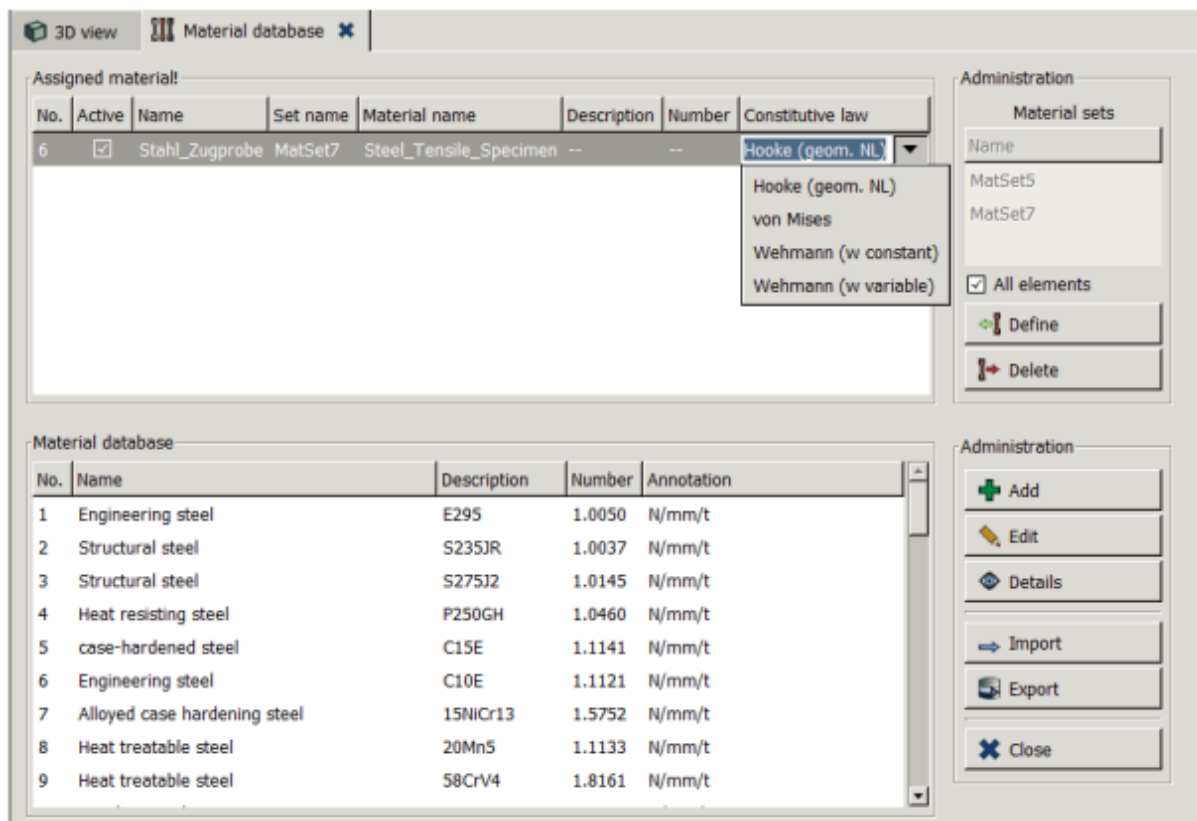 3D view Material database
Assigned material!
No. Active Name Set name Material name Description Number Constitutive law
6 Stahl_Zugprobe MatSet7 Steel_Tensile_Specimen -- -- Hooke (geom. NL)
Hooke (geom. NL)
von Mises
Wehmann (w constant)
Wehmann (w variable)
Administration
Material sets
Name
MatSet5
MatSet7
All elements
Define
Delete
Material database
No. Name Description Number Annotation
1 Engineering steel E295 1.0050 N/mm/t
2 Structural steel S235JR 1.0037 N/mm/t
3 Structural steel S275J2 1.0145 N/mm/t
4 Heat resisting steel P250GH 1.0460 N/mm/t
5 case-hardened steel C15E 1.1141 N/mm/t
6 Engineering steel C10E 1.1121 N/mm/t
7 Alloyed case hardening steel 15NiCr13 1.5752 N/mm/t
8 Heat treatable steel 20Mn5 1.1133 N/mm/t
9 Heat treatable steel 58CrV4 1.8161 N/mm/t
Administration
Add
Edit
Details
Import
Export
Close